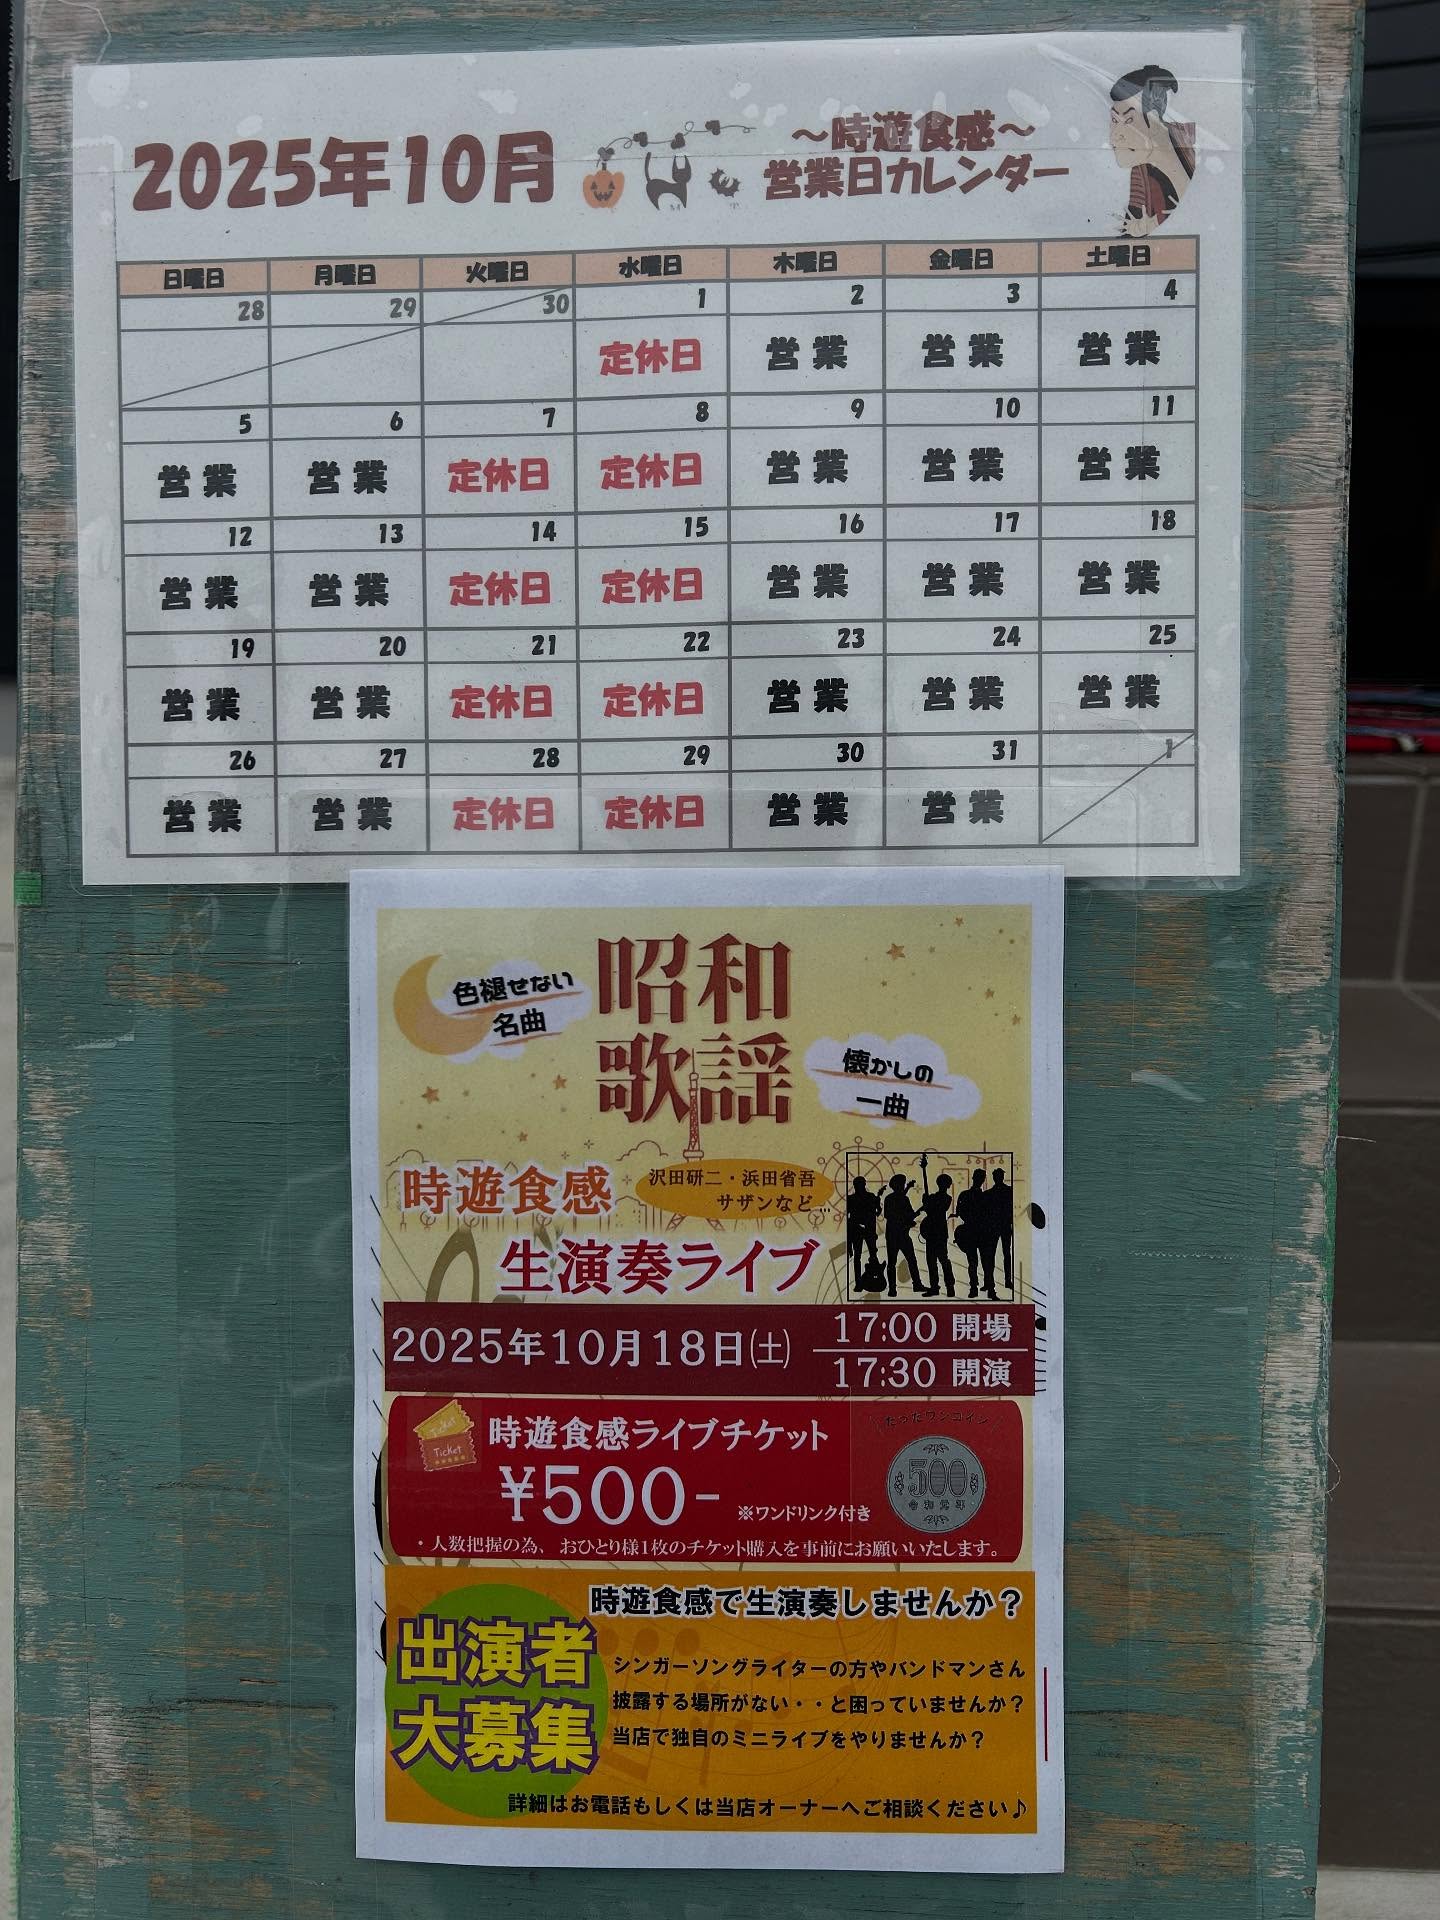 2025年10月
～時遊食感～
営業日カレンダー
日曜日 月曜日 火曜日 水曜日 木曜日 金曜日 土曜日
28 29 30 1 2 3 4
定休日 営業 営業 営業
5 6 7 8 9 10 11
営業 営業 定休日 定休日 営業 営業 営業
12 13 14 15 16 17 18
営業 営業 定休日 定休日 営業 営業 営業
19 20 21 22 23 24 25
営業 営業 定休日 定休日 営業 営業 営業
26 27 28 29 30 31 1
営業 営業 定休日 定休日 営業 営業
色褪せない
名曲
昭和
歌謡
懐かしの
一曲
時遊食感
沢田研二・浜田省吾
サザンなど…
生演奏ライブ
2025年10月18日(土)
17:00 開場
17:30 開演
Ticket
Ticket
時遊食感ライブチケット
¥500-
※ワンドリンク付き
たったワンコイン
500
令和元年
・人数把握の為、おひとり様1枚のチケット購入を事前にお願いいたします。
時遊食感で生演奏しませんか？
出演者
大募集
シンガーソングライターの方やバンドマンさん
披露する場所がない・・と困っていませんか？
当店で独自のミニライブをやりませんか？
詳細はお電話もしくは当店オーナーへご相談ください♪